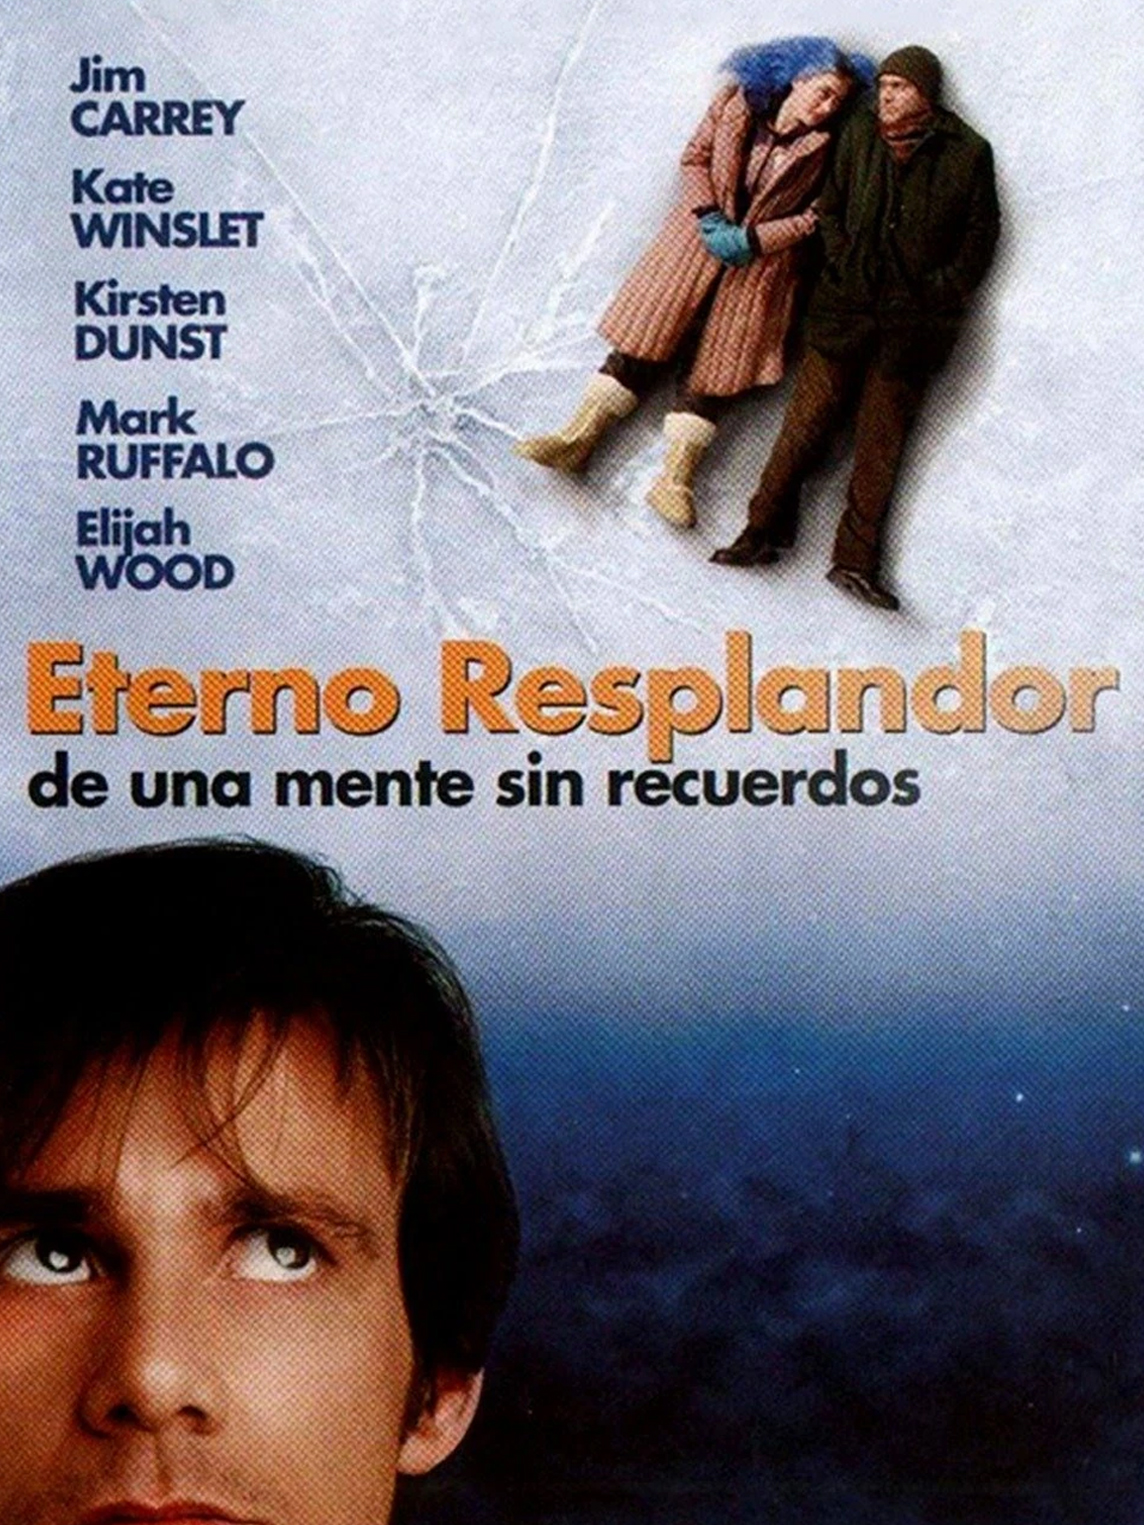 Jim
CARREY
Kate
WINSLET
Kirsten
DUNST
Mark
RUFFALO
Elijah
WOOD
Eterno Resplandor
de una mente sin recuerdos